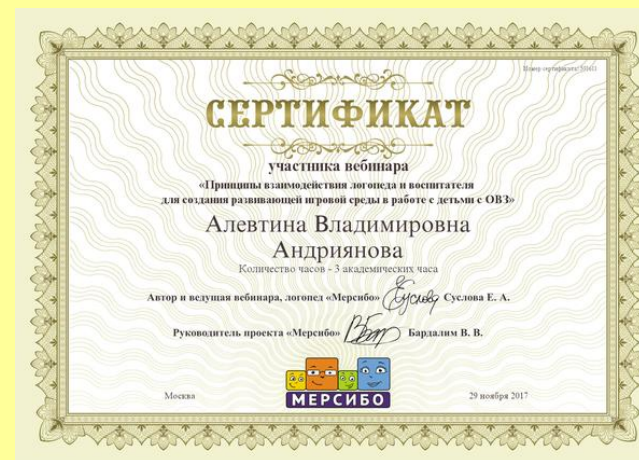 Номер сертификата:
СЕРТИФИКАТ
участника вебинара
«Принципы взаимодействия логопеда и воспитателя
для создания развивающей игровой среды в работе с детьми с ОВЗ»
Алевтина Владимировна
Андриянова
Количество часов - 3 академических часа
Автор и ведущая вебинара, логопед «Мерсибо» Суслова Е. А.
Руководитель проекта «Мерсибо» Бардалим В. В.
МЕРСИБО
Москва 29 ноября 2017